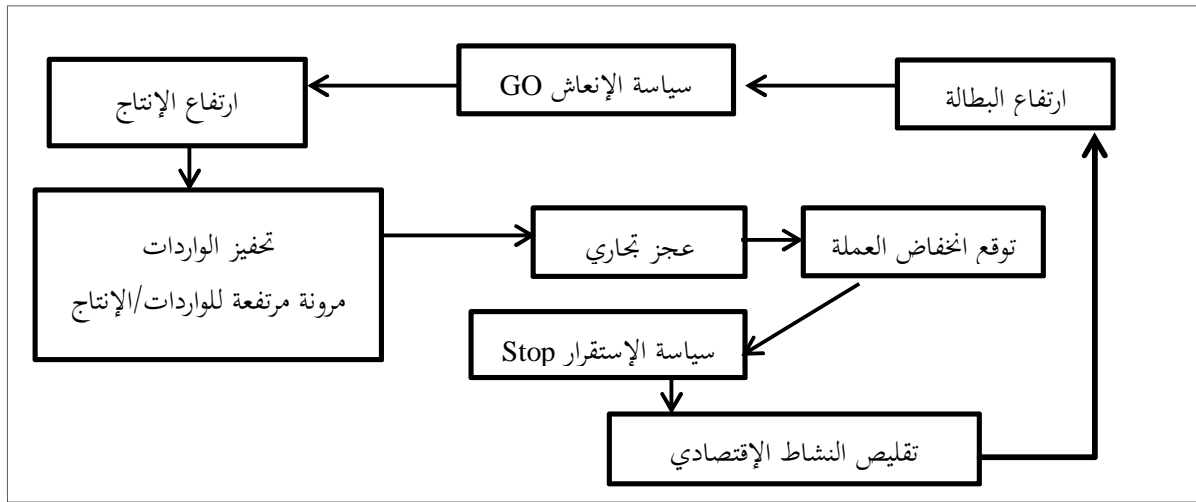 ارتفاع البطالة
سياسة الإنعاش GO
ارتفاع الإنتاج
تحفيز الواردات
مرونة مرتفعة للواردات/الإنتاج
عجز تجاري
توقع انخفاض العملة
سياسة الإستقرار Stop
تقليص النشاط الإقتصادي